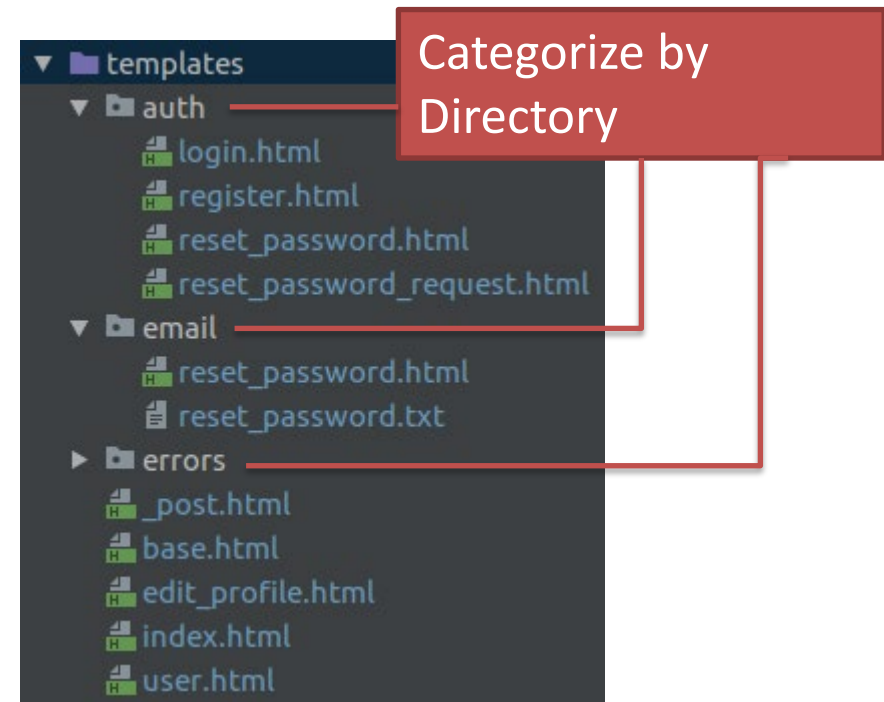 Categorize by
Directory
templates
auth
login.html
register.html
reset_password.html
reset_password_request.html
email
reset_password.html
reset_password.txt
errors
_post.html
base.html
edit_profile.html
index.html
user.html